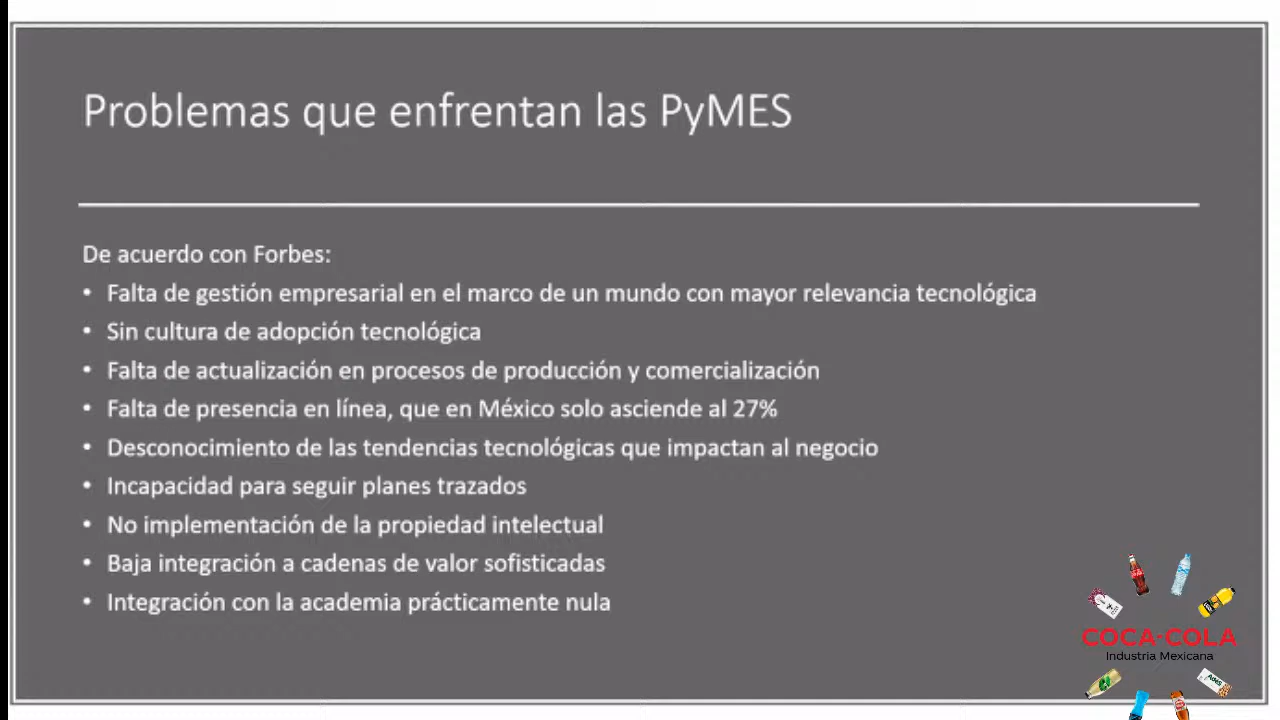 Problemas que enfrentan las PyMES
De acuerdo con Forbes:
• Falta de gestión empresarial en el marco de un mundo con mayor relevancia tecnológica
• Sin cultura de adopción tecnológica
• Falta de actualización en procesos de producción y comercialización
• Falta de presencia en línea, que en México solo asciende al 27%
• Desconocimiento de las tendencias tecnológicas que impactan al negocio
• Incapacidad para seguir planes trazados
• No implementación de la propiedad intelectual
• Baja integración a cadenas de valor sofisticadas
• Integración con la academia prácticamente nula
COCA-COLA
Industria Mexicana
AdeS